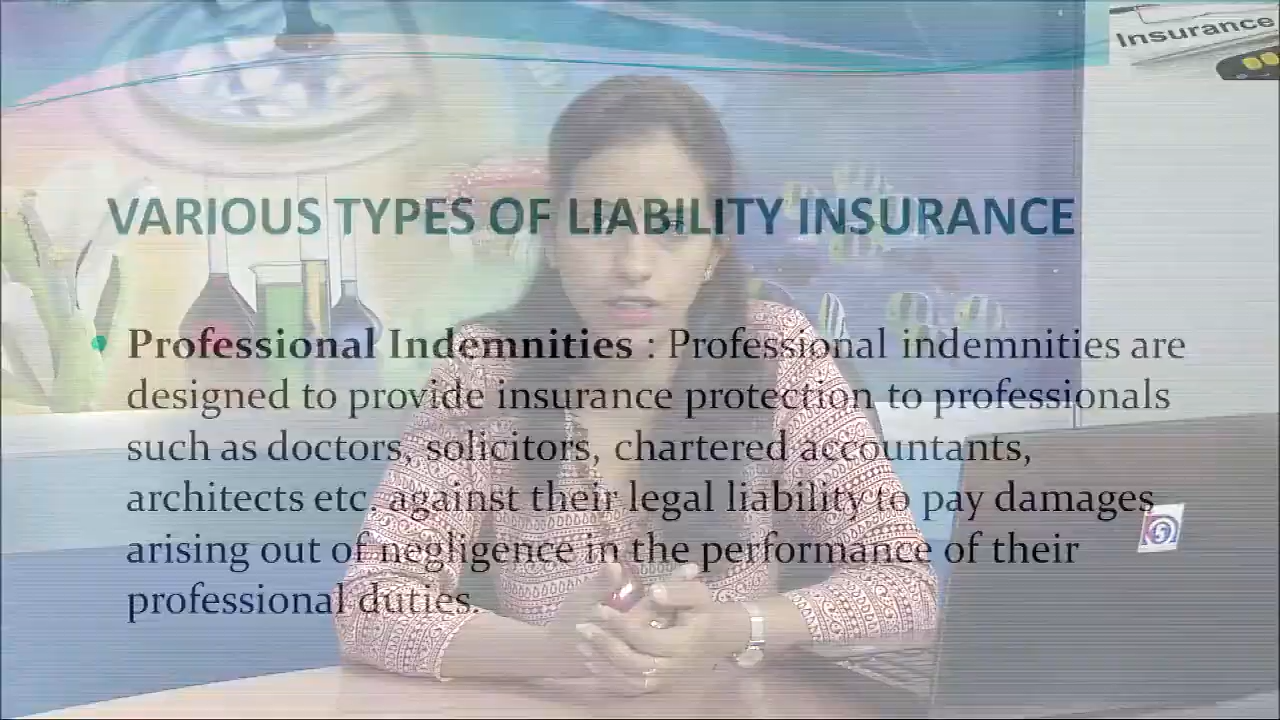 Insurance
VARIOUS TYPES OF LIABILITY INSURANCE
• Professional Indemnities : Professional indemnities are
designed to provide insurance protection to professionals
such as doctors, solicitors, chartered accountants,
architects etc. against their legal liability to pay damages
arising out of negligence in the performance of their
professional duties.